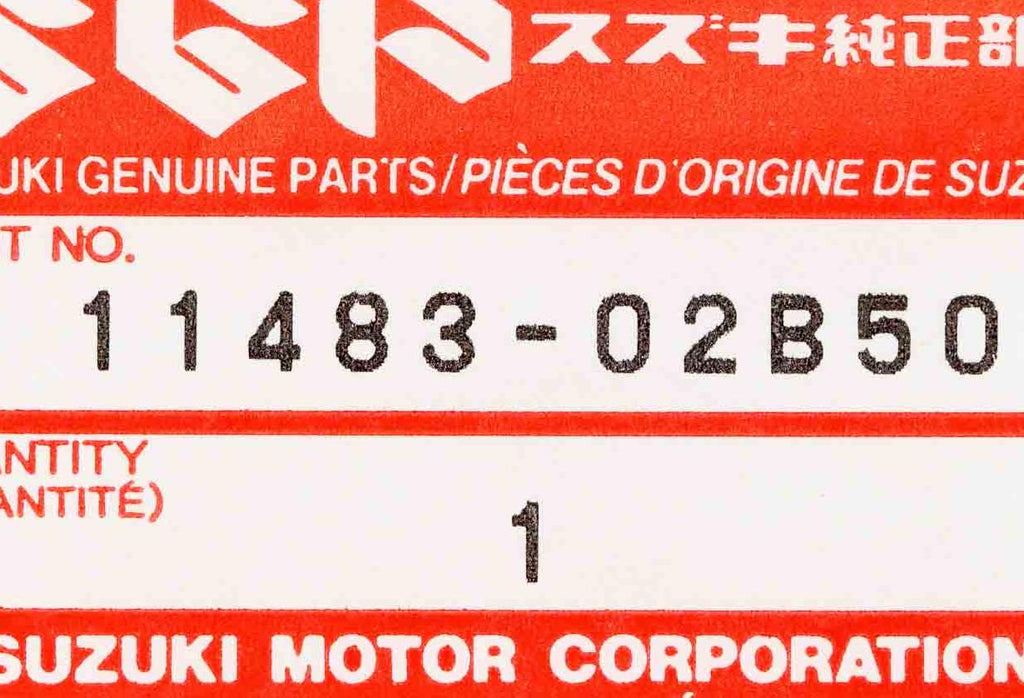 SGP スズキ純正部
UKI GENUINE PARTS/PIÈCES D'ORIGINE DE SUZ
T NO.
11483-02B50
ANTITY
ANTITÉ)
1
SUZUKI MOTOR CORPORATION